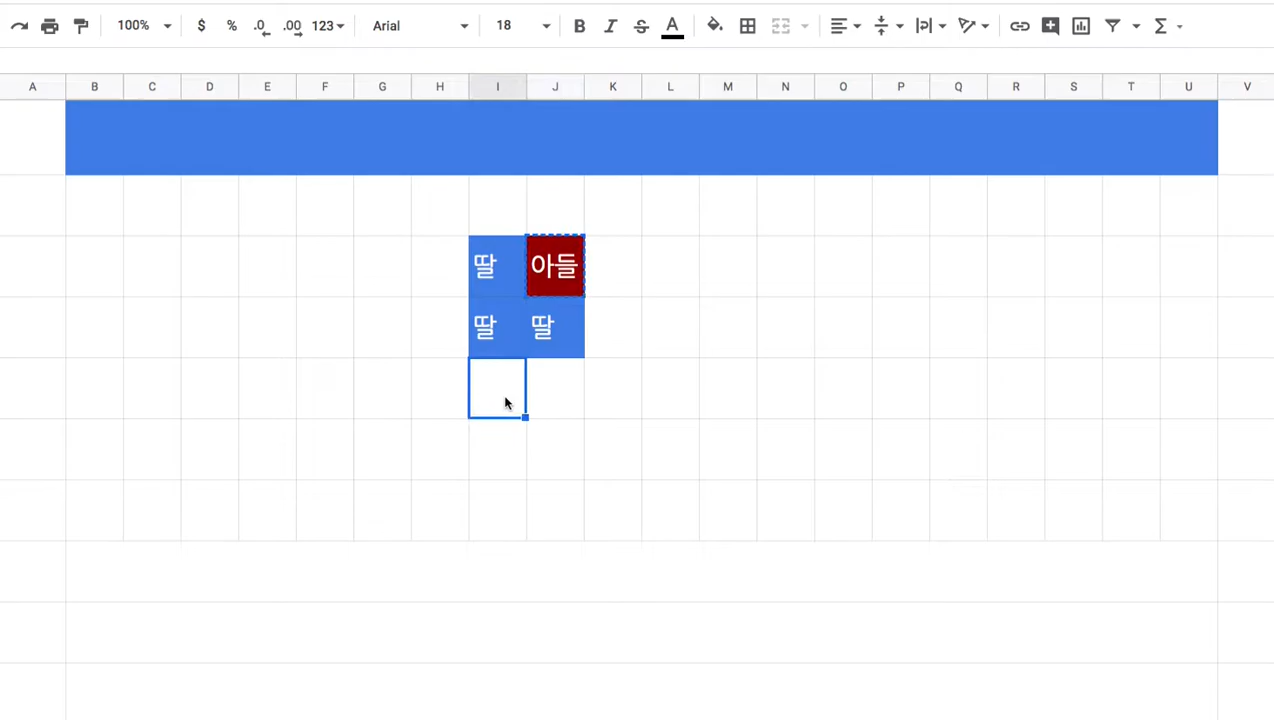 100% $ % .0 .00 123 Arial 18 B I S A Σ
A B C D E F G H I J K L M N O P Q R S T U V
딸 아들
딸 딸